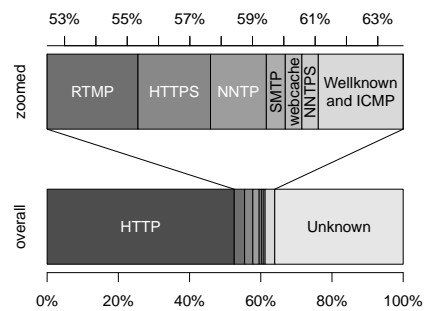 53% 55% 57% 59% 61% 63%
zoomed
RTMP
HTTPS
NNTP
SMTP
webcache
NNTPS
Wellknown
and ICMP
overall
HTTP
Unknown
0% 20% 40% 60% 80% 100%